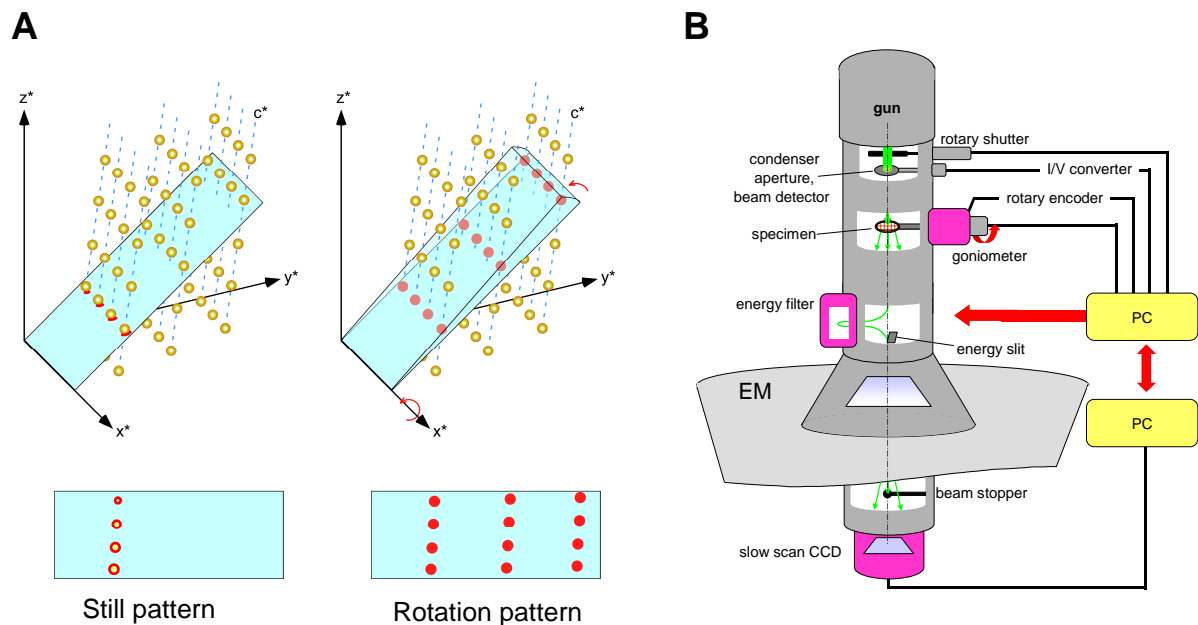 A
z*
c*
y*
x*
Still pattern
z*
c*
y*
x*
Rotation pattern
B
gun
rotary shutter
condenser
aperture,
beam detector
I/V converter
rotary encoder
specimen
goniometer
energy filter
PC
energy slit
EM
PC
beam stopper
slow scan CCD